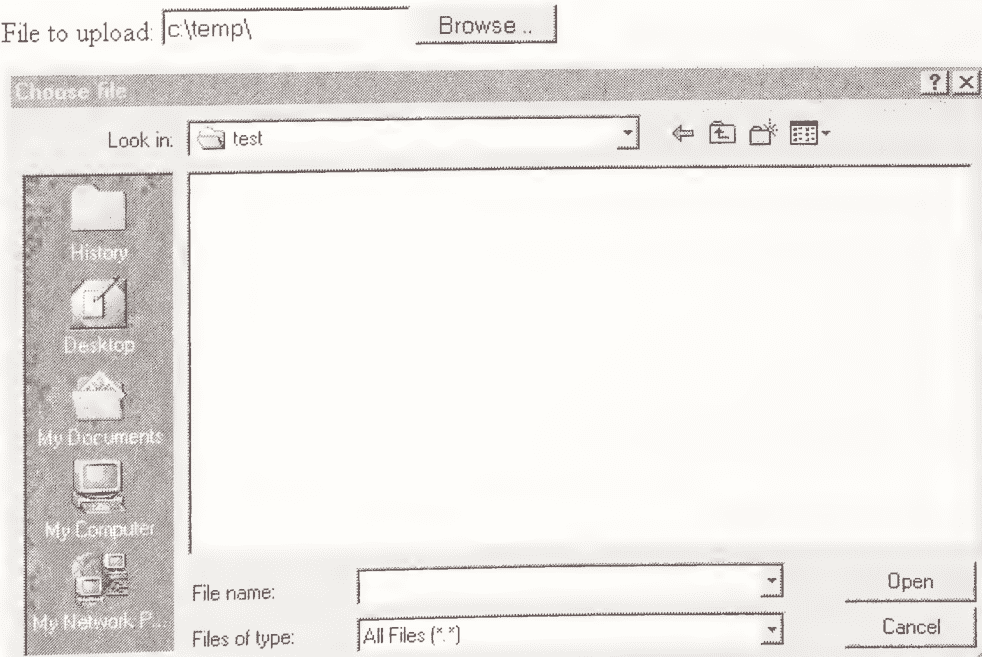 File to upload: c:\temp\ Browse ..
Choose file ? ×
Look in: test
History
Desktop
My Documents
My Computer
My Network P...
File name: Open
Files of type: All Files (*.*) Cancel